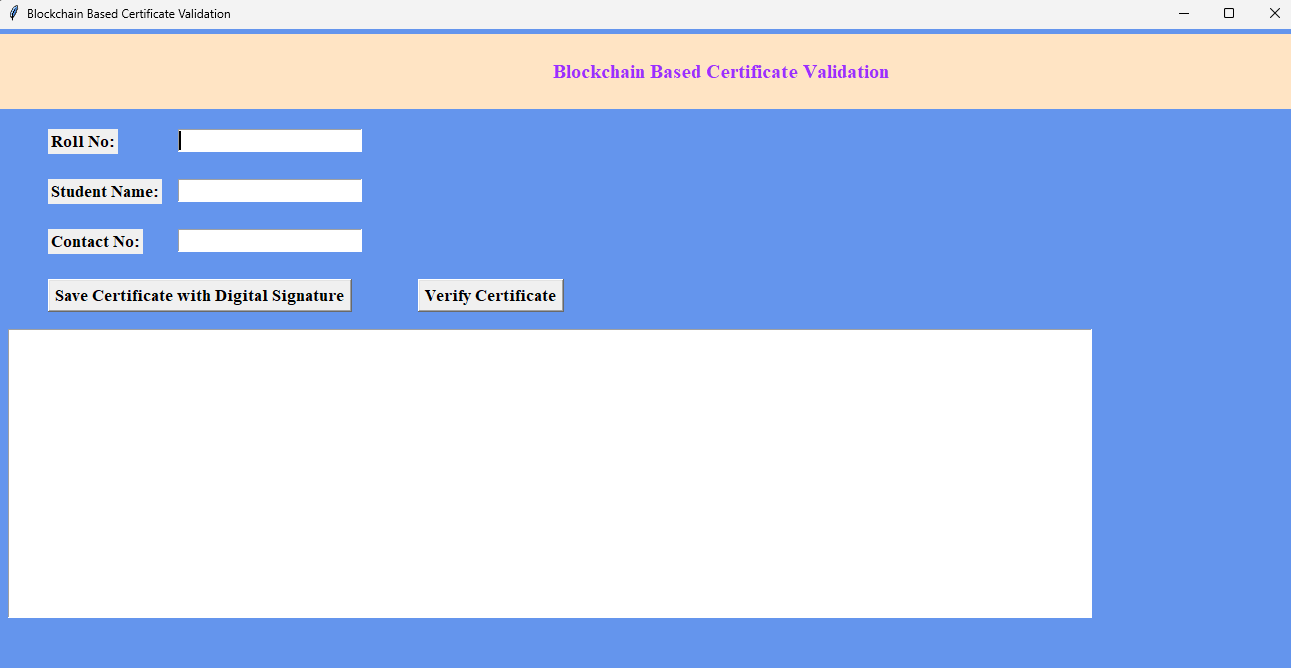 Blockchain Based Certificate Validation
Blockchain Based Certificate Validation
Roll No:
Student Name:
Contact No:
Save Certificate with Digital Signature Verify Certificate